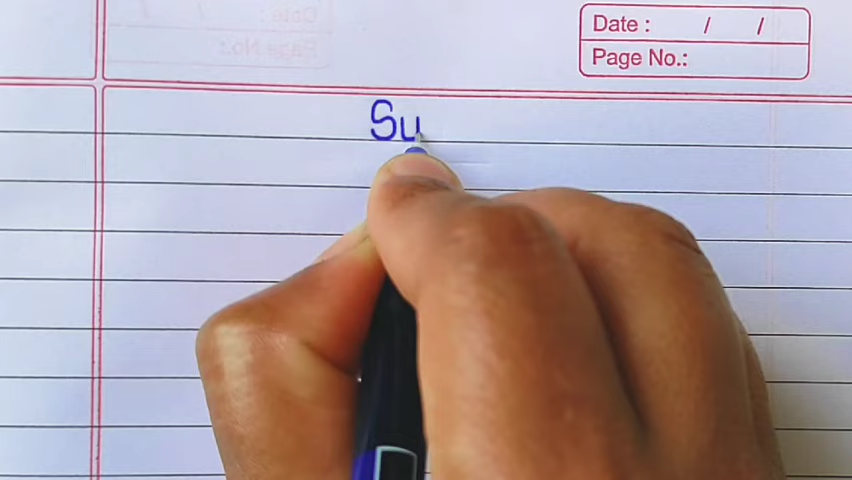 Date : / /
Page No.:
Su